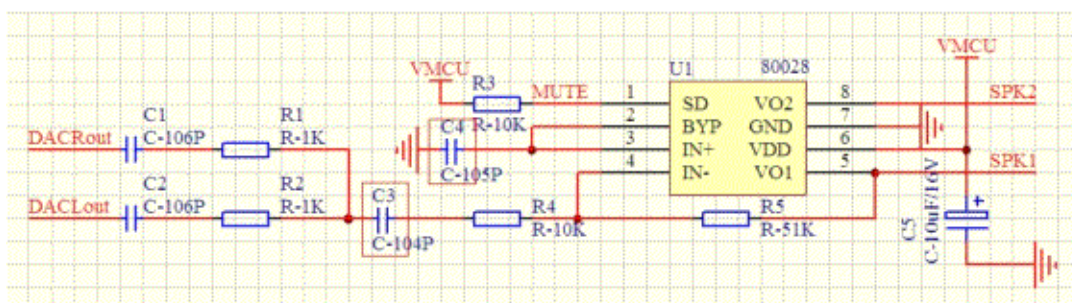 VMCU
VMCU
U1
80028
R3
MUTE
1
SD
VO2
8
SPK2
C1
R1
C4
R-10K
2
BYP
GND
7
DACRout
C-106P
R-1K
3
IN+
VDD
6
C-105P
4
IN-
VO1
5
SPK1
C2
R2
C3
DACLout
C-106P
R-1K
R4
R5
C-104P
R-10K
R-51K
C5
C-10uF/16V
+